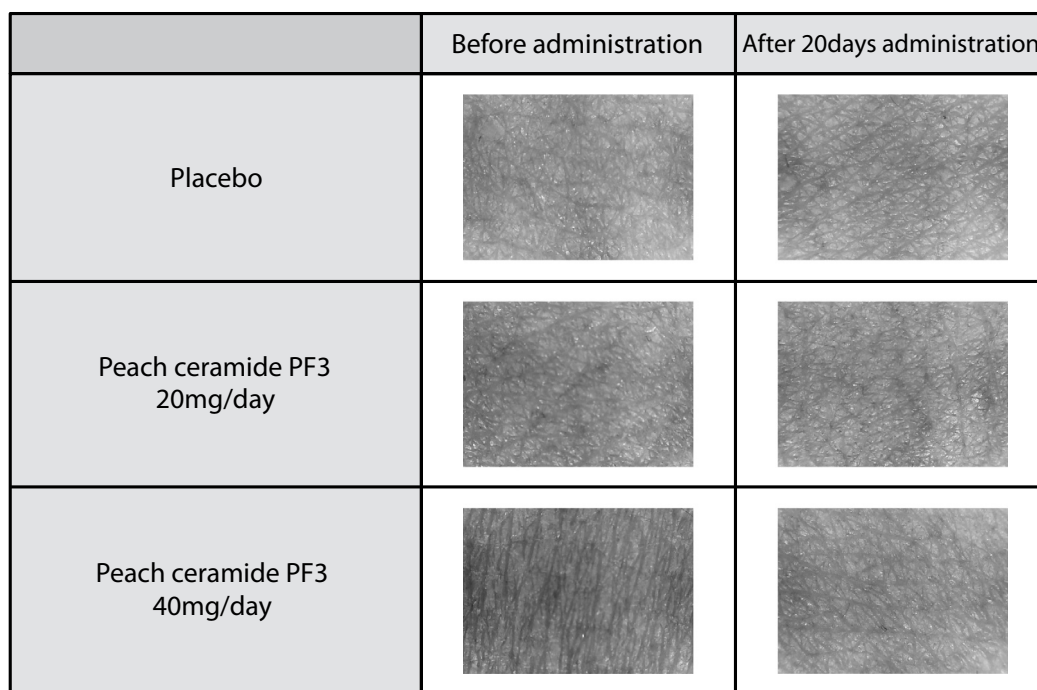 Before administration
After 20days administration
Placebo
Peach ceramide PF3
20mg/day
Peach ceramide PF3
40mg/day